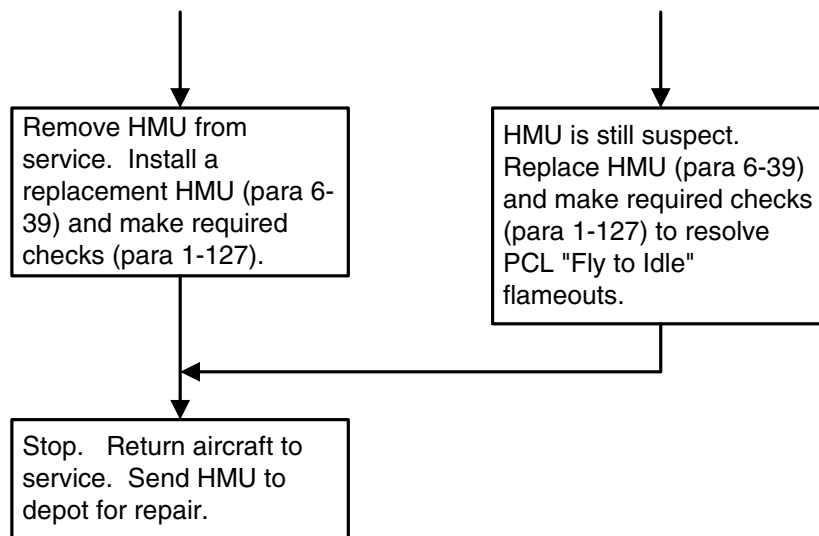 Remove HMU from
service.  Install a
replacement HMU (para 6-
39) and make required
checks (para 1-127).
HMU is still suspect.
Replace HMU (para 6-39)
and make required checks
(para 1-127) to resolve
PCL "Fly to Idle"
flameouts.
Stop.   Return aircraft to
service.  Send HMU to
depot for repair.